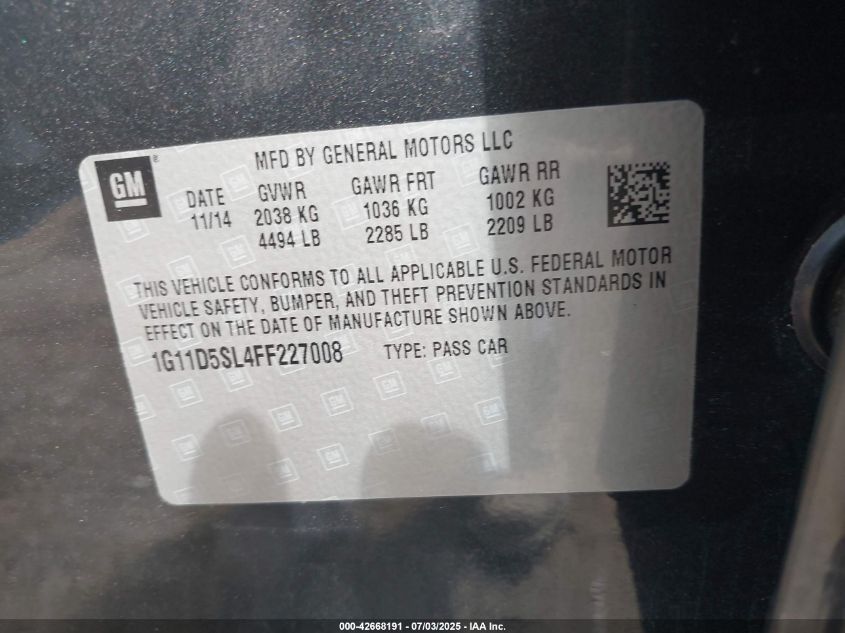 GM
MFD BY GENERAL MOTORS LLC
DATE GVWR GAWR FRT GAWR RR
11/14 2038 KG 1036 KG 1002 KG
4494 LB 2285 LB 2209 LB
THIS VEHICLE CONFORMS TO ALL APPLICABLE U.S. FEDERAL MOTOR
VEHICLE SAFETY, BUMPER, AND THEFT PREVENTION STANDARDS IN
EFFECT ON THE DATE OF MANUFACTURE SHOWN ABOVE.
1G11D5SL4FF227008 TYPE: PASS CAR
000-42668191 - 07/03/2025 - IAA Inc.